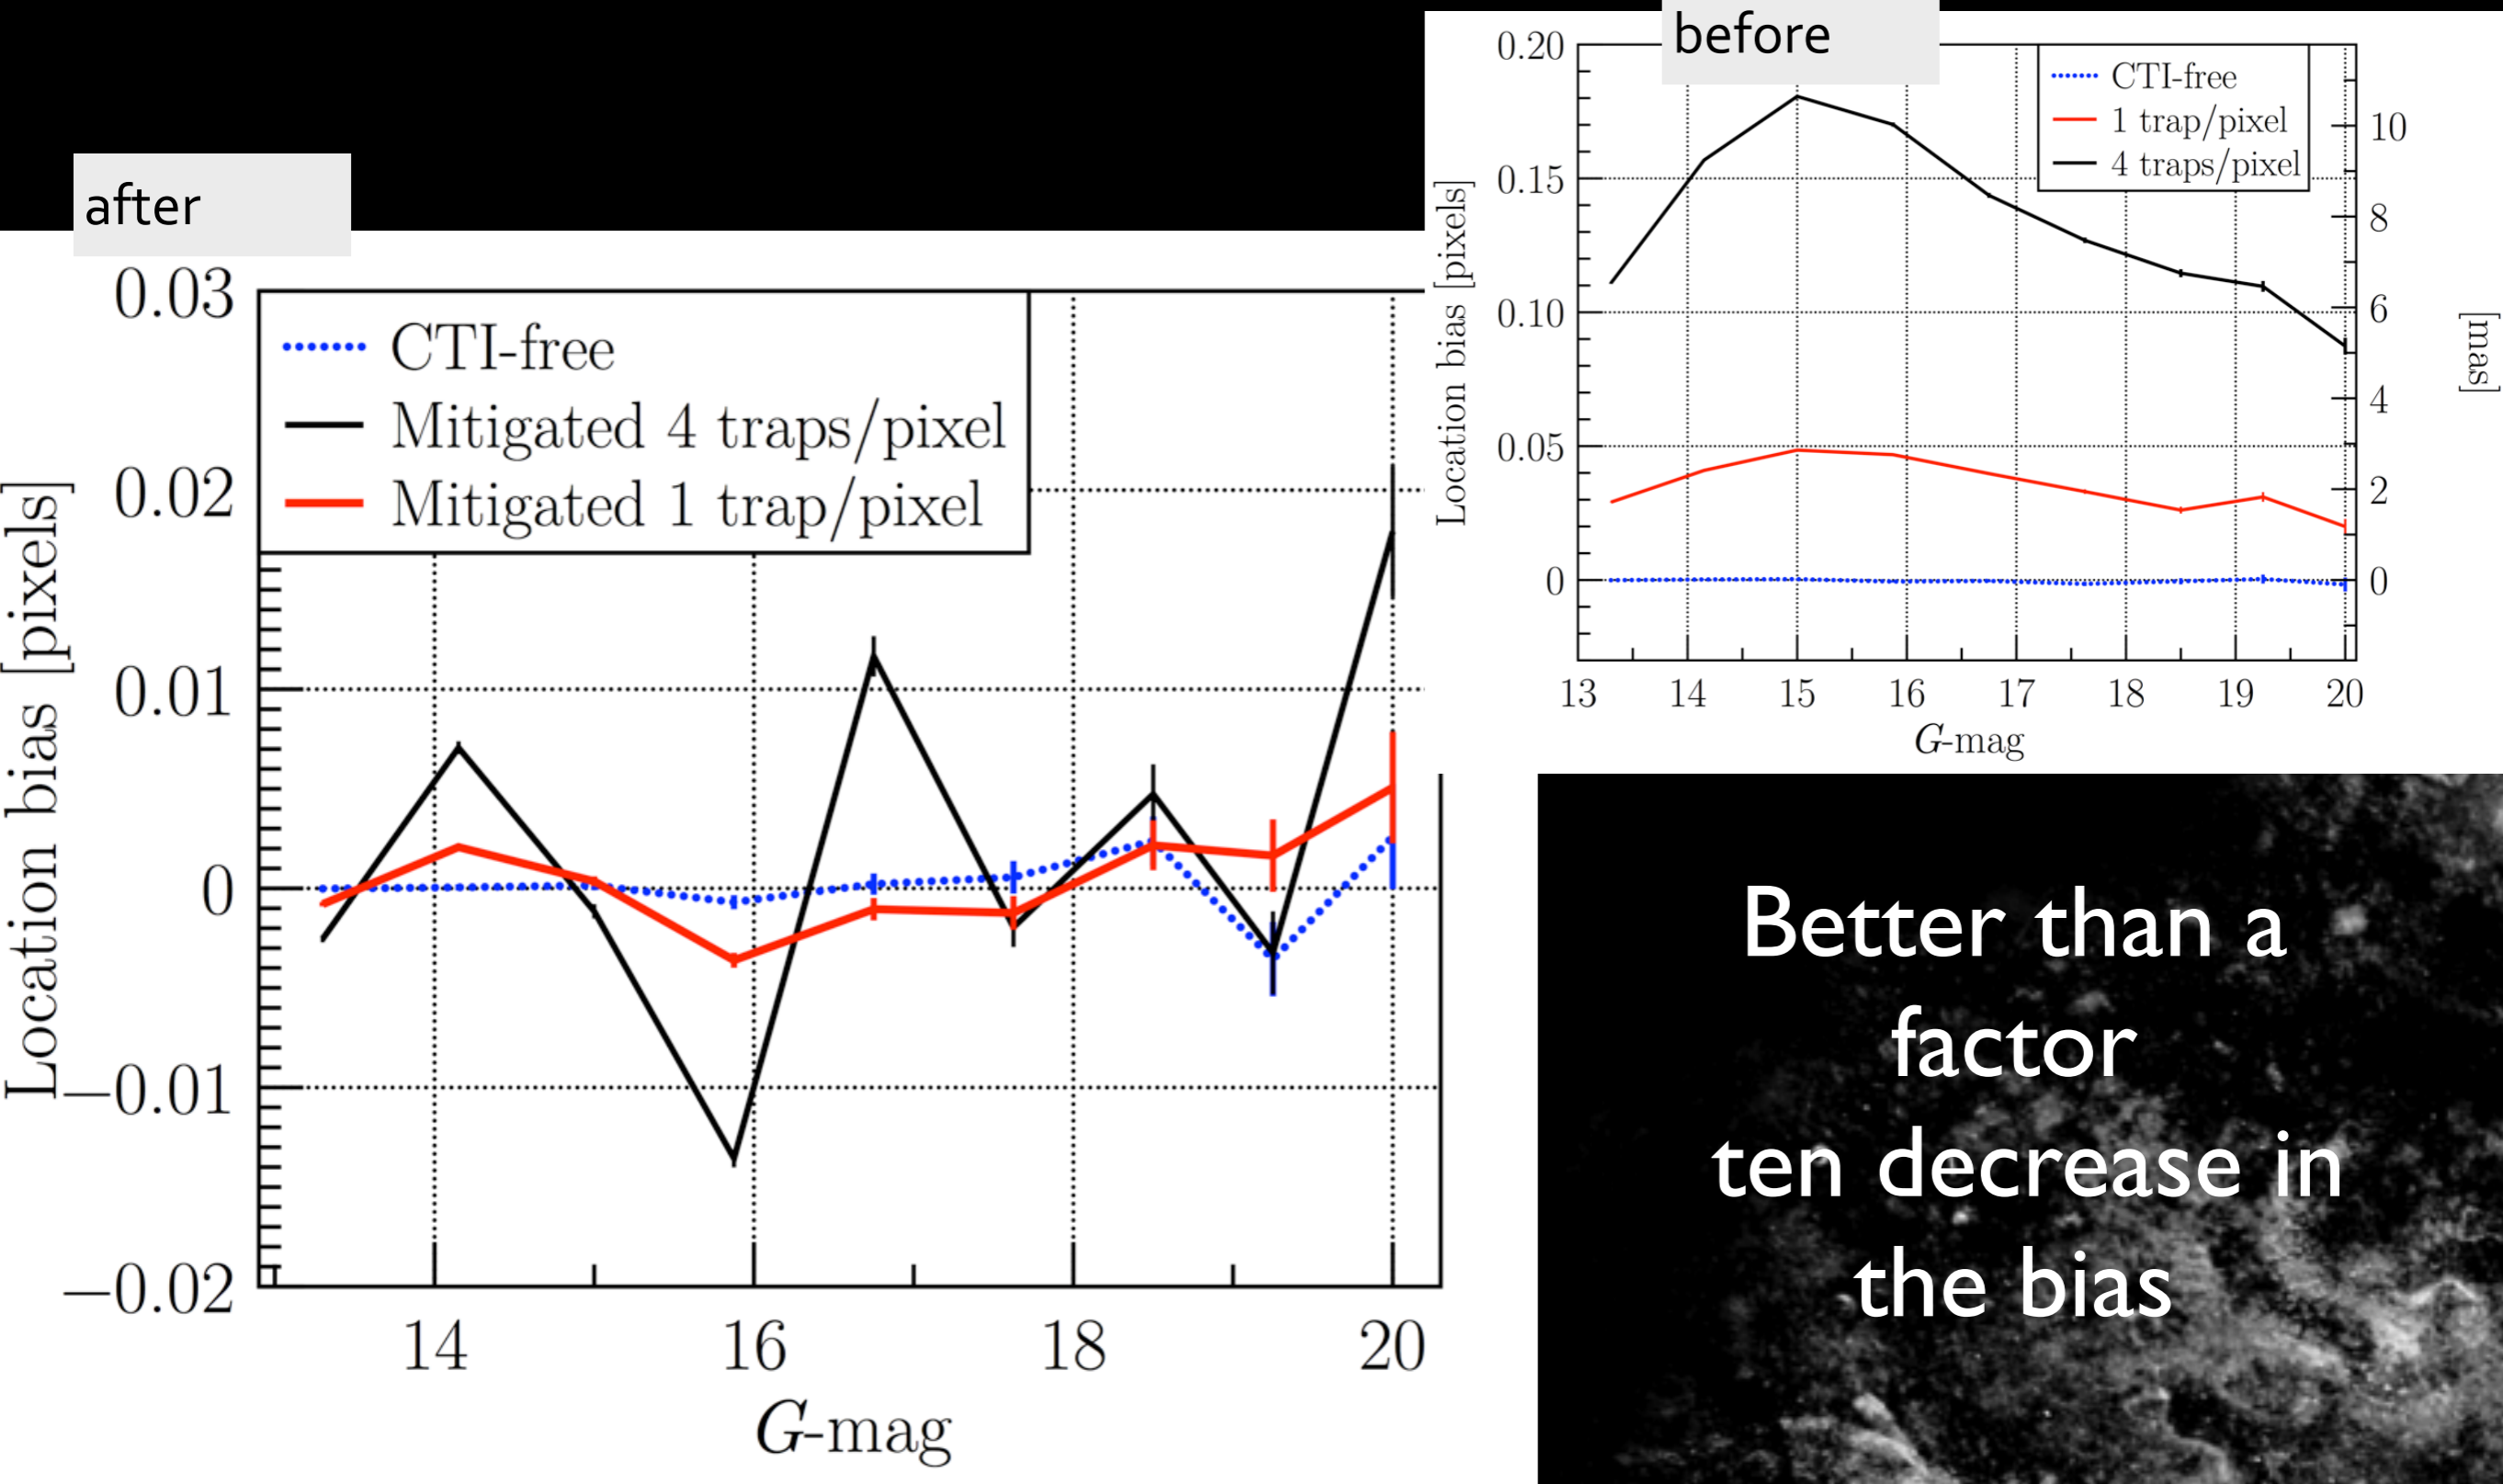 after
0.03
0.02
0.01
0
−0.01
−0.02
Location bias [pixels]
CTI-free
Mitigated 4 traps/pixel
Mitigated 1 trap/pixel
14 16 18 20
G-mag
before
0.20
0.15
0.10
0.05
0
Location bias [pixels]
CTI-free
1 trap/pixel
4 traps/pixel
10
8
6
4
2
0
[mas]
13 14 15 16 17 18 19 20
G-mag
Better than a
factor
ten decrease in
the bias